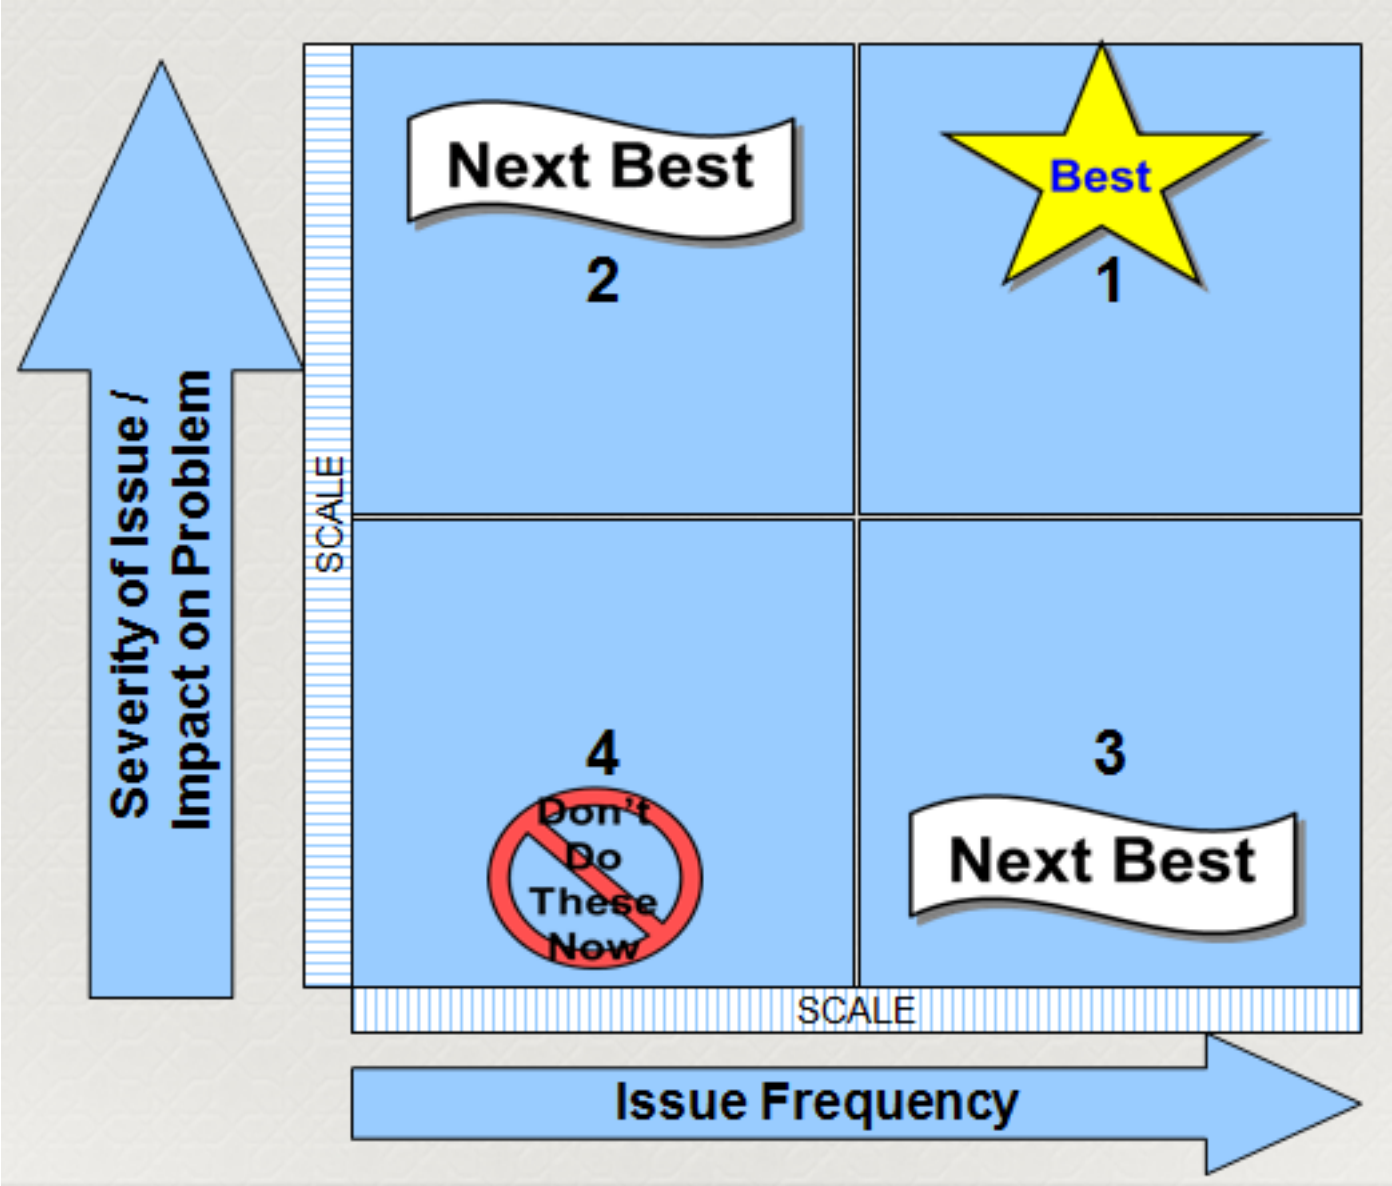 Next Best
2
Best
1
Severity of Issue /
Impact on Problem
SCALE
4
Don't
Do
These
Now
3
Next Best
SCALE
Issue Frequency